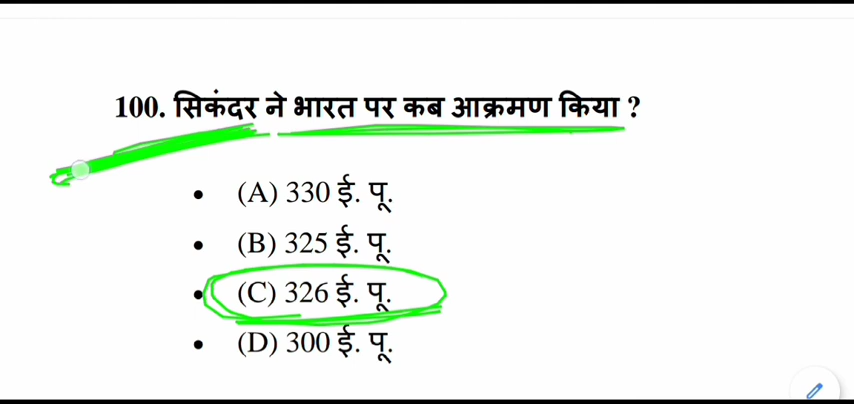 100. सिकंदर ने भारत पर कब आक्रमण किया ?
• (A) 330 ई. पू.
• (B) 325 ई. पू.
• (C) 326 ई. पू.
• (D) 300 ई. पू.